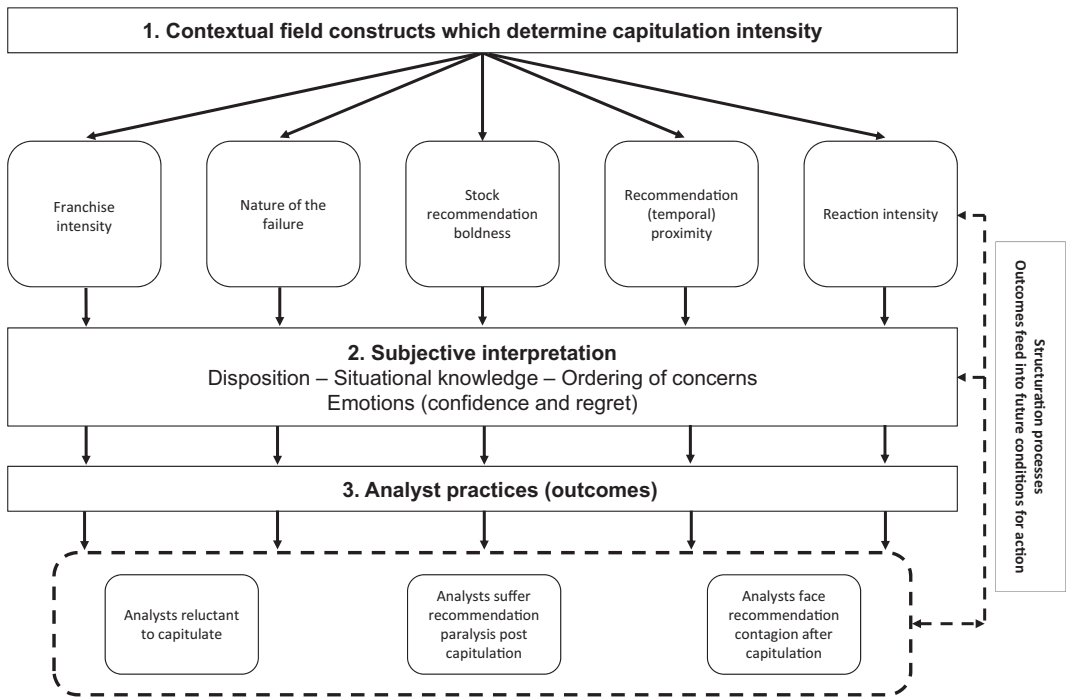 1. Contextual field constructs which determine capitulation intensity
Franchise
intensity
Nature of the
failure
Stock
recommendation
boldness
Recommendation
(temporal)
proximity
Reaction intensity
2. Subjective interpretation
Disposition – Situational knowledge – Ordering of concerns
Emotions (confidence and regret)
3. Analyst practices (outcomes)
Analysts reluctant
to capitulate
Analysts suffer
recommendation
paralysis post
capitulation
Analysts face
recommendation
contagion after
capitulation
Structuration processes
Outcomes feed into future conditions for action